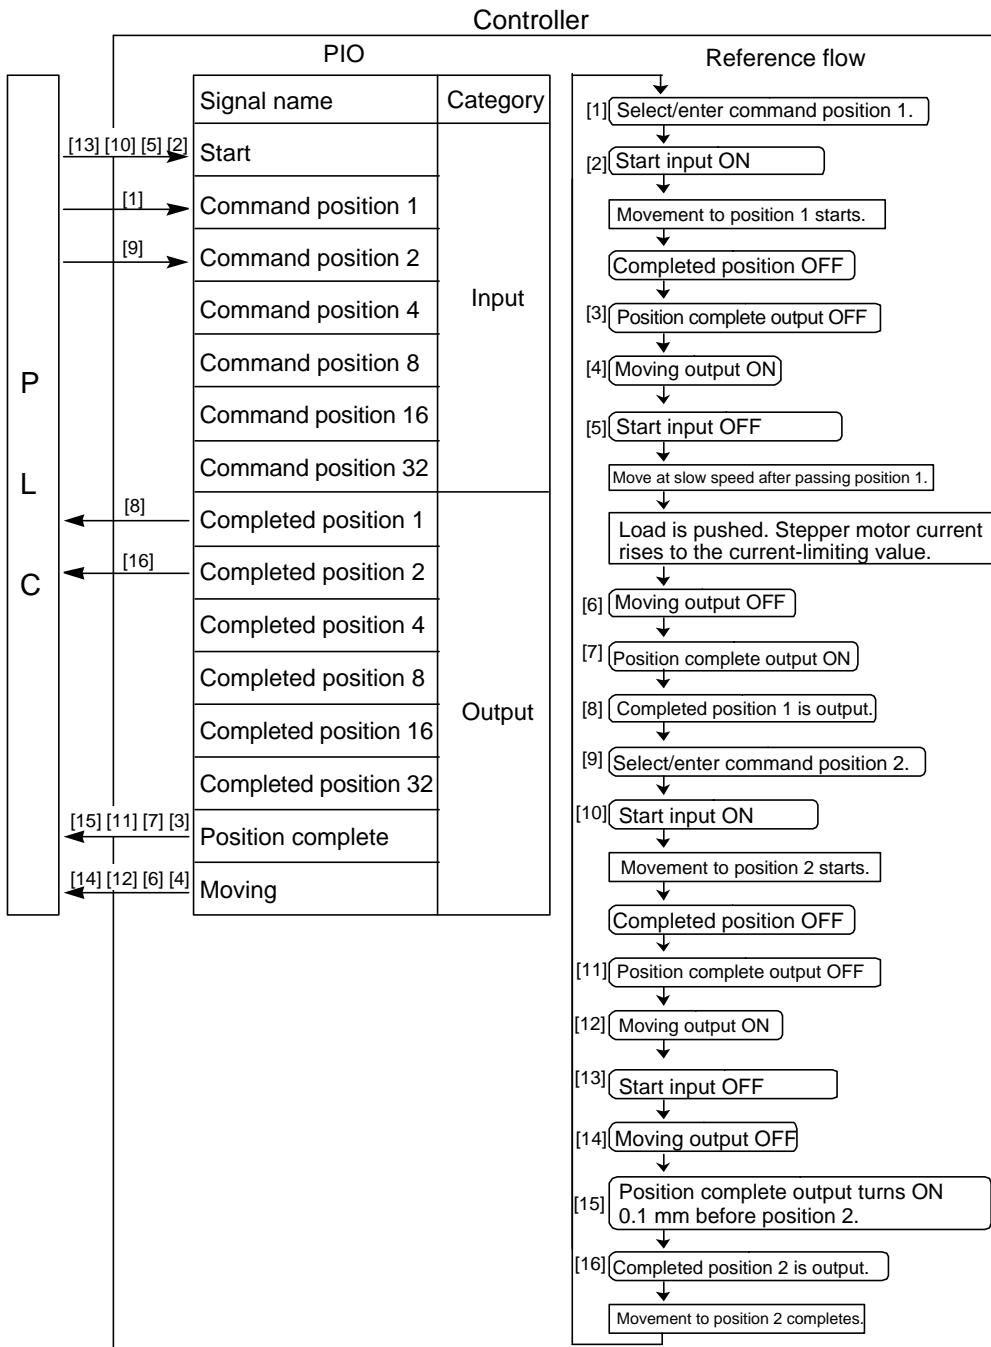 Controller
PIO
Signal name
Category
[13] [10] [5] [2]
Start
[1]
Command position 1
[9]
Command position 2
Command position 4
Command position 8
Command position 16
Command position 32
Input
P
L
C
[8]
Completed position 1
[16]
Completed position 2
Completed position 4
Completed position 8
Completed position 16
Completed position 32
Output
[15] [11] [7] [3]
Position complete
[14] [12] [6] [4]
Moving
Reference flow
[1] Select/enter command position 1.
[2] Start input ON
Movement to position 1 starts.
Completed position OFF
[3] Position complete output OFF
[4] Moving output ON
[5] Start input OFF
Move at slow speed after passing position 1.
Load is pushed. Stepper motor current
rises to the current-limiting value.
[6] Moving output OFF
[7] Position complete output ON
[8] Completed position 1 is output.
[9] Select/enter command position 2.
[10] Start input ON
Movement to position 2 starts.
Completed position OFF
[11] Position complete output OFF
[12] Moving output ON
[13] Start input OFF
[14] Moving output OFF
[15] Position complete output turns ON
0.1 mm before position 2.
[16] Completed position 2 is output.
Movement to position 2 completes.